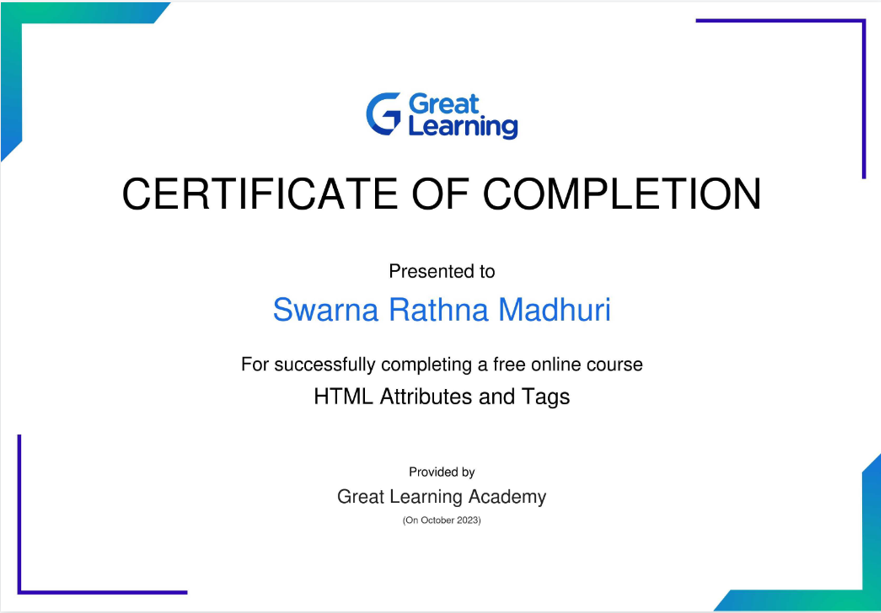 Great
Learning
CERTIFICATE OF COMPLETION
Presented to
Swarna Rathna Madhuri
For successfully completing a free online course
HTML Attributes and Tags
Provided by
Great Learning Academy
(On October 2023)